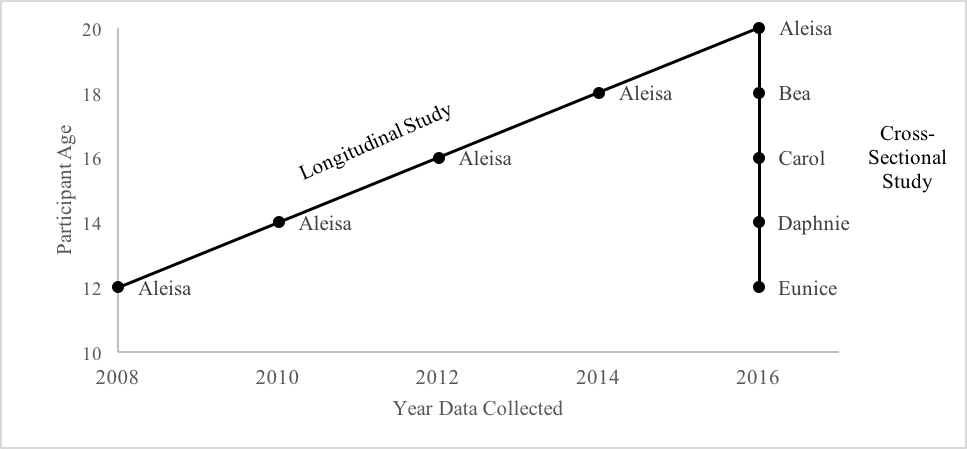 20
Aleisa
18
Aleisa
Bea
Longitudinal Study
Cross-
Sectional
Study
Participant Age
16
Aleisa
Carol
14
Aleisa
Daphnie
12
Aleisa
Eunice
10
2008
2010
2012
2014
2016
Year Data Collected